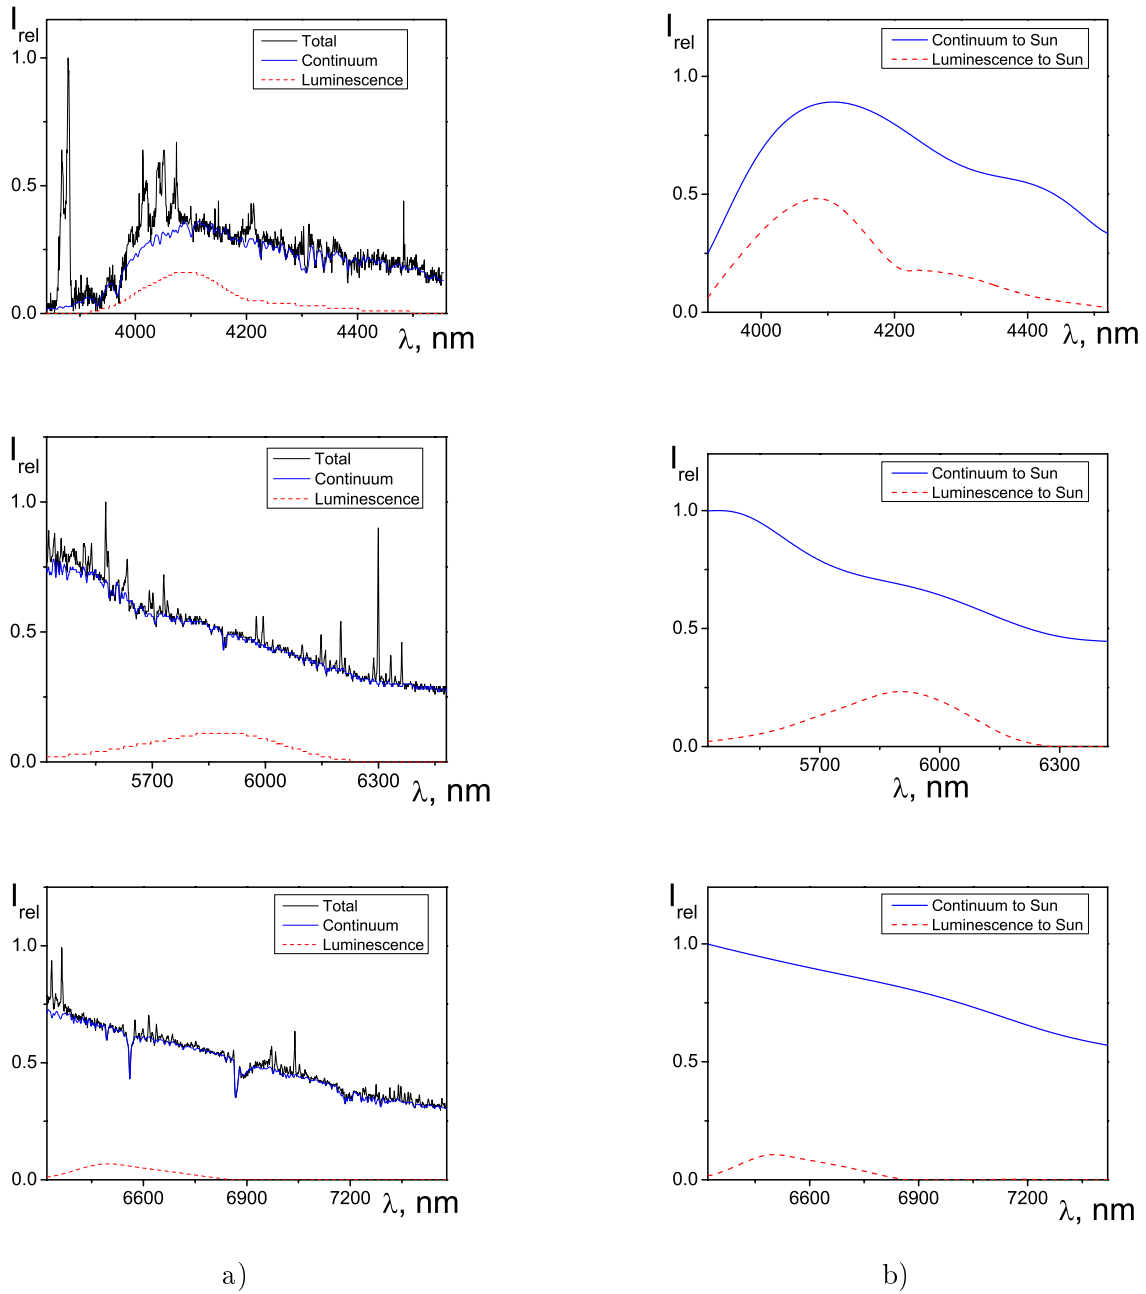 I rel
Total
Continuum
Luminescence
1.0
0.5
0.0
4000
4200
4400
λ, nm
I rel
Continuum to Sun
Luminescence to Sun
1.0
0.5
0.0
4000
4200
4400
λ, nm
I rel
Total
Continuum
Luminescence
1.0
0.5
0.0
5700
6000
6300
λ, nm
I rel
Continuum to Sun
Luminescence to Sun
1.0
0.5
0.0
5700
6000
6300
λ, nm
I rel
Total
Continuum
Luminescence
1.0
0.5
0.0
6600
6900
7200
λ, nm
I rel
Continuum to Sun
Luminescence to Sun
1.0
0.5
0.0
6600
6900
7200
λ, nm
a)
b)